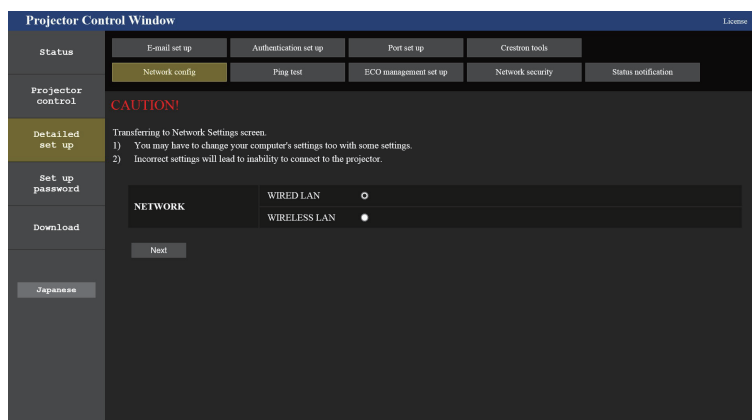 Projector Control Window
License
Status
E-mail set up
Authentication set up
Port set up
Crestron tools
Network config
Ping test
ECO management set up
Network security
Status notification
Projector
control
CAUTION!
Detailed
set up
Transferring to Network Settings screen.
1) You may have to change your computer's settings too with some settings.
2) Incorrect settings will lead to inability to connect to the projector.
Set up
password
NETWORK
WIRED LAN
WIRELESS LAN
Download
Next
Japanese